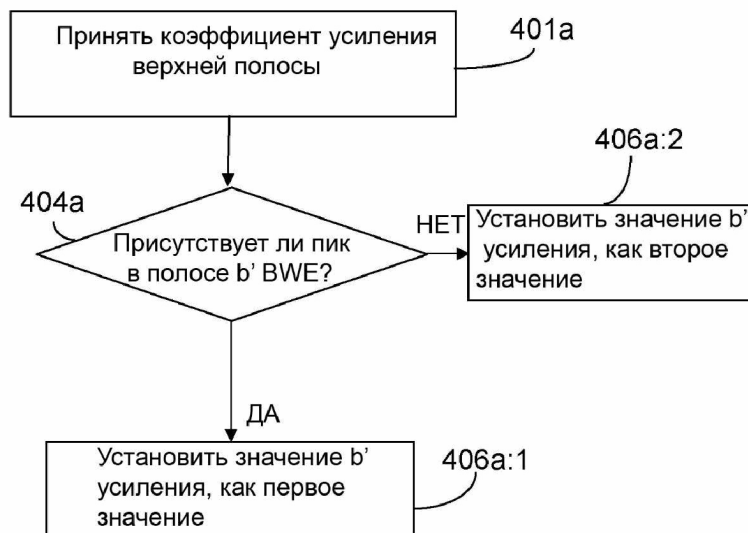 Принять коэффициент усиления
верхней полосы
401a
406a:2
404a
НЕТ
Установить значение b'
усиления, как второе
значение
Присутствует ли пик
в полосе b' BWE?
ДА
Установить значение b'
усиления, как первое
значение
406a:1